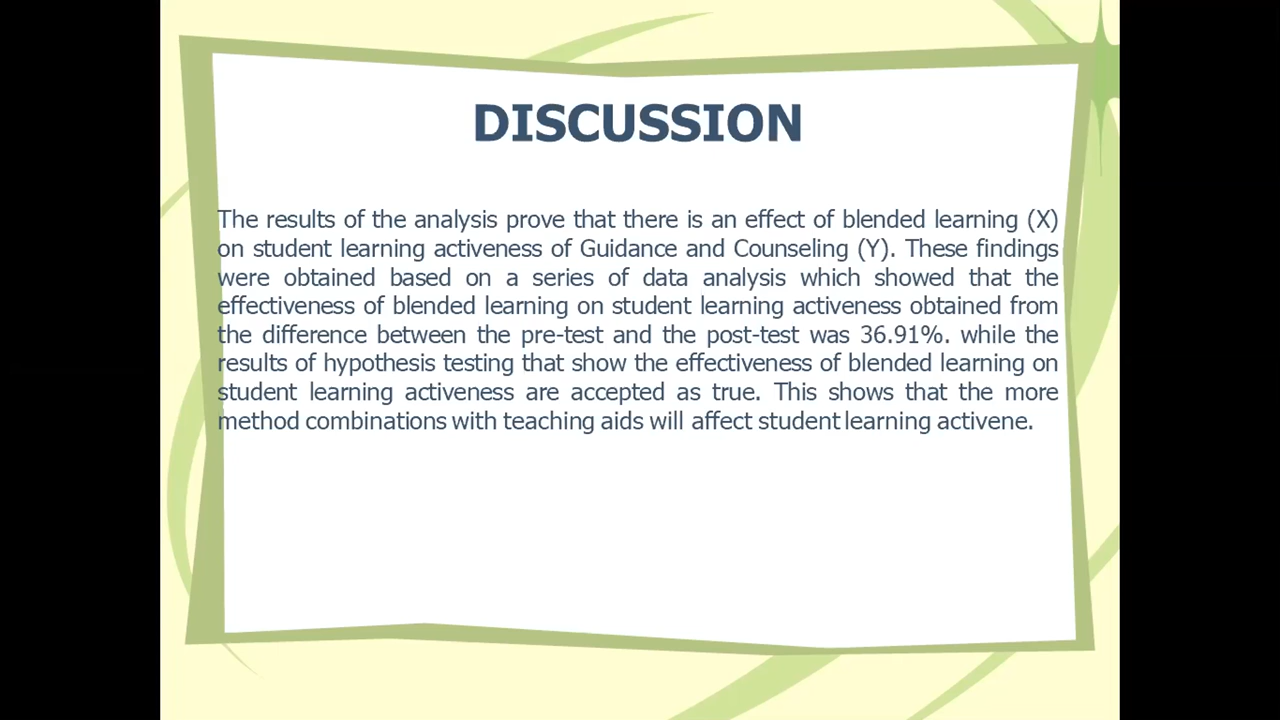 DISCUSSION
The results of the analysis prove that there is an effect of blended learning (X)
on student learning activeness of Guidance and Counseling (Y). These findings
were obtained based on a series of data analysis which showed that the
effectiveness of blended learning on student learning activeness obtained from
the difference between the pre-test and the post-test was 36.91%. while the
results of hypothesis testing that show the effectiveness of blended learning on
student learning activeness are accepted as true. This shows that the more
method combinations with teaching aids will affect student learning activene.